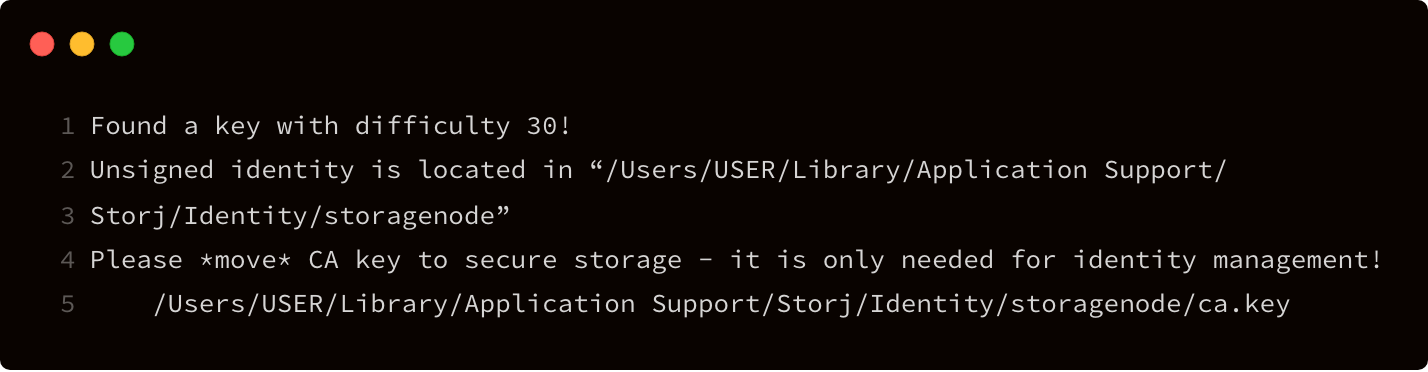 1 Found a key with difficulty 30!
2 Unsigned identity is located in “/Users/USER/Library/Application Support/
3 Storj/Identity/storagenode”
4 Please *move* CA key to secure storage - it is only needed for identity management!
5 /Users/USER/Library/Application Support/Storj/Identity/storagenode/ca.key